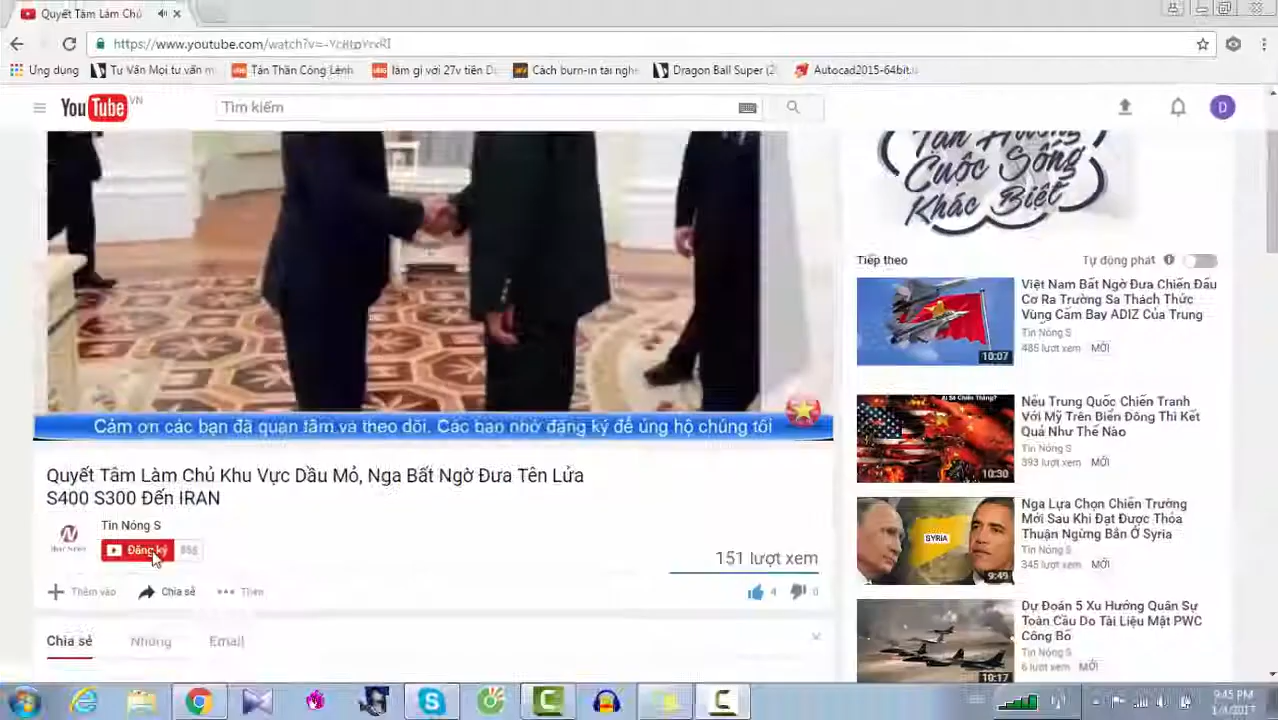 Quyết Tâm Làm Chủ
https://www.youtube.com/watch?v=
Ứng dụng
Tư Vấn Mọi tư vấn m
Tân Thần Công Lệnh
làm gì với 27v tiền D
Cách burn-in tai nghe
Dragon Ball Super (2
Autocad2015-64bit.
YouTube VN
Tìm kiếm
D
Tận Hưởng
Cuộc Sống
Khác Biệt
Tiếp theo
Tự động phát
Việt Nam Bất Ngờ Đưa Chiến Đấu
Cơ Ra Trường Sa Thách Thức
Vùng Cấm Bay ADIZ Của Trung
Tin Nóng S
485 lượt xem MỚI
10:07
Ai Sẽ Chiến Thắng?
Nếu Trung Quốc Chiến Tranh
Với Mỹ Trên Biển Đông Thì Kết
Quả Như Thế Nào
Tin Nóng S
393 lượt xem MỚI
10:30
Cảm ơn các bạn đã quan tâm và theo dõi. Các bạn nhớ đăng ký để ủng hộ chúng tôi
Quyết Tâm Làm Chủ Khu Vực Dầu Mỏ, Nga Bất Ngờ Đưa Tên Lửa
S400 S300 Đến IRAN
Tin Nóng S
Đăng ký
151 lượt xem
Thêm vào
Chia sẻ
Thêm
4
0
Chia sẻ
Nhúng
Email
SYRIA
Nga Lựa Chọn Chiến Trường
Mới Sau Khi Đạt Được Thỏa
Thuận Ngừng Bắn Ở Syria
Tin Nóng S
345 lượt xem MỚI
9:49
Dự Đoán 5 Xu Hướng Quân Sự
Toàn Cầu Do Tài Liệu Mật PWC
Công Bố
Tin Nóng S
6 lượt xem MỚI
10:17
9:45 PM
1/4/2017